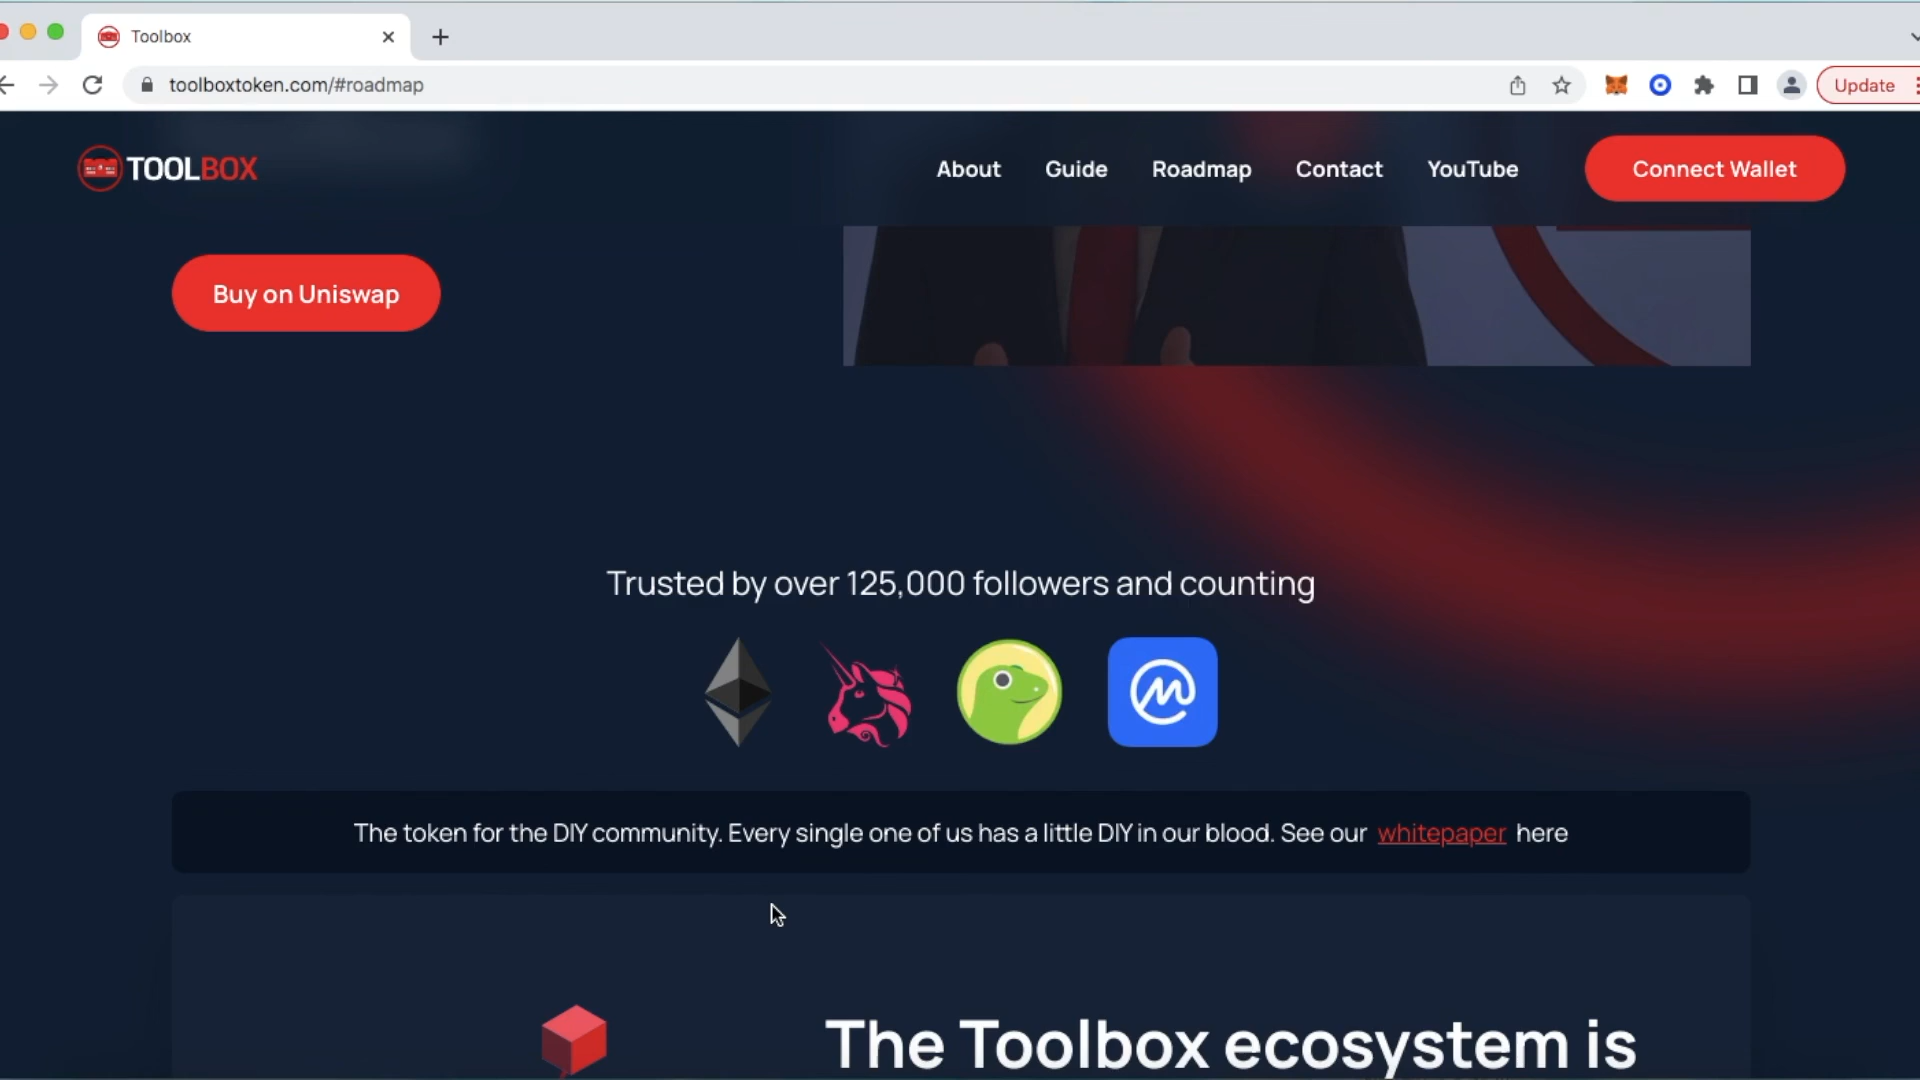 Toolbox
toolboxtoken.com/#roadmap
Update
TOOLBOX
About
Guide
Roadmap
Contact
YouTube
Connect Wallet
Buy on Uniswap
Trusted by over 125,000 followers and counting
The token for the DIY community. Every single one of us has a little DIY in our blood. See our whitepaper here
The Toolbox ecosystem is